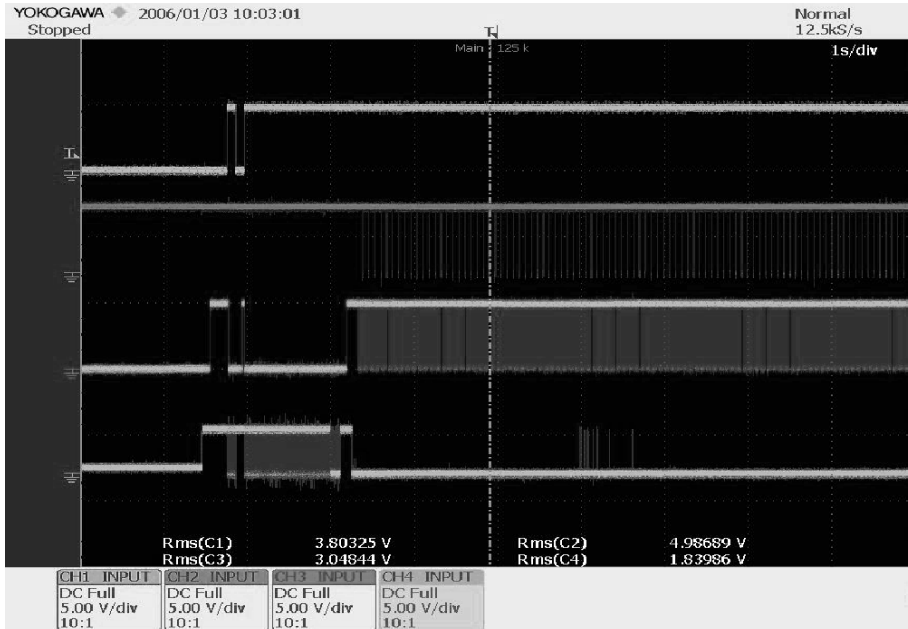 YOKOGAWA 2006/01/03 10:03:01
Stopped
Normal
12.5kS/s
T
Main 125 k
1s/div
T
Rms(C1) 3.80325 V
Rms(C2) 4.98689 V
Rms(C3) 3.04844 V
Rms(C4) 1.83986 V
CH1 INPUT
DC Full
5.00 V/div
10:1
CH2 INPUT
DC Full
5.00 V/div
10:1
CH3 INPUT
DC Full
5.00 V/div
10:1
CH4 INPUT
DC Full
5.00 V/div
10:1